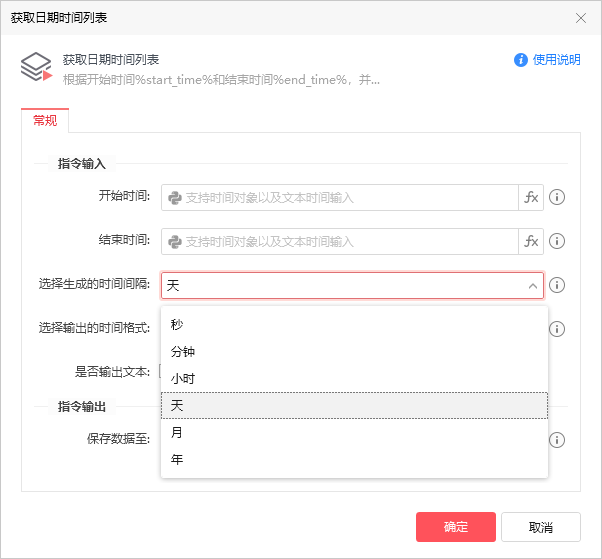 获取日期时间列表
获取日期时间列表
使用说明
根据开始时间%start_time%和结束时间%end_time%，并...
常规
指令输入
开始时间:
支持时间对象以及文本时间输入
fx
结束时间:
支持时间对象以及文本时间输入
fx
选择生成的时间间隔:
天
选择输出的时间格式:
秒
分钟
小时
是否输出文本:
天
指令输出
月
保存数据至:
年
确定
取消